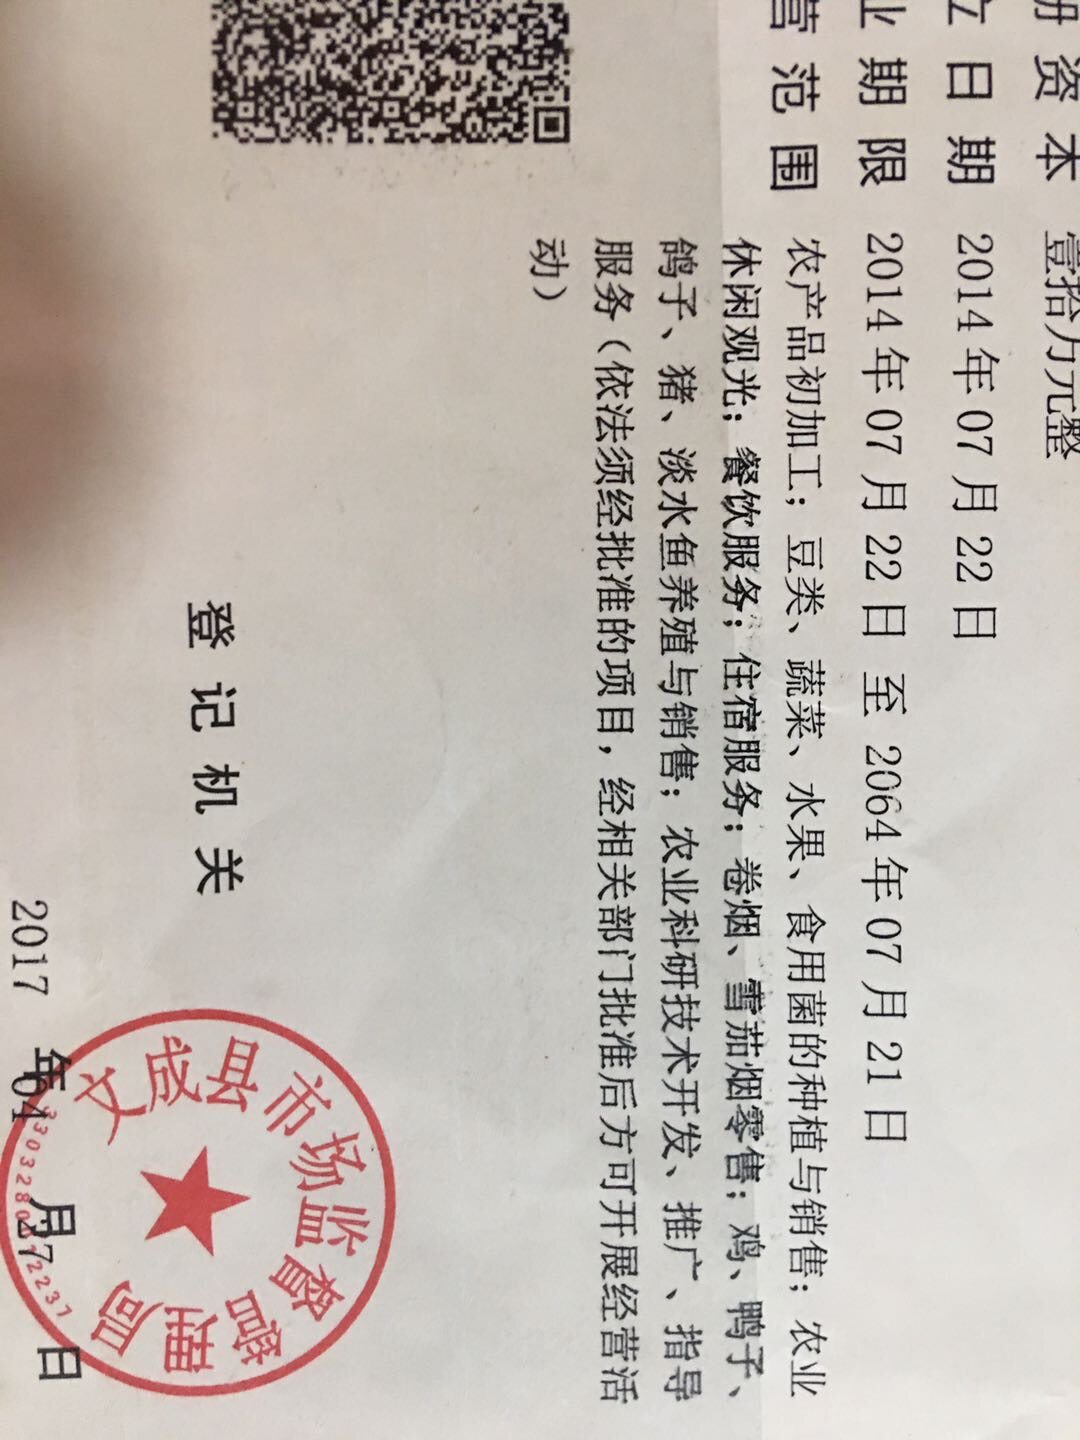 册 资 本 壹拾万元整
立 日 期 2014年07月22日
业 期 限 2014年07月22日 至 2064年07月21日
营 范 围 农产品初加工；豆类、蔬菜、水果、食用菌的种植与销售；农业
休闲观光；餐饮服务；住宿服务；卷烟、雪茄烟零售；鸡、鸭子、
鸽子、猪、淡水鱼养殖与销售；农业科研技术开发、推广、指导
服务（依法须经批准的项目，经相关部门批准后方可开展经营活
动）
登 记 机 关
文成县市场监督管理局
2017 年 04 月 27 日